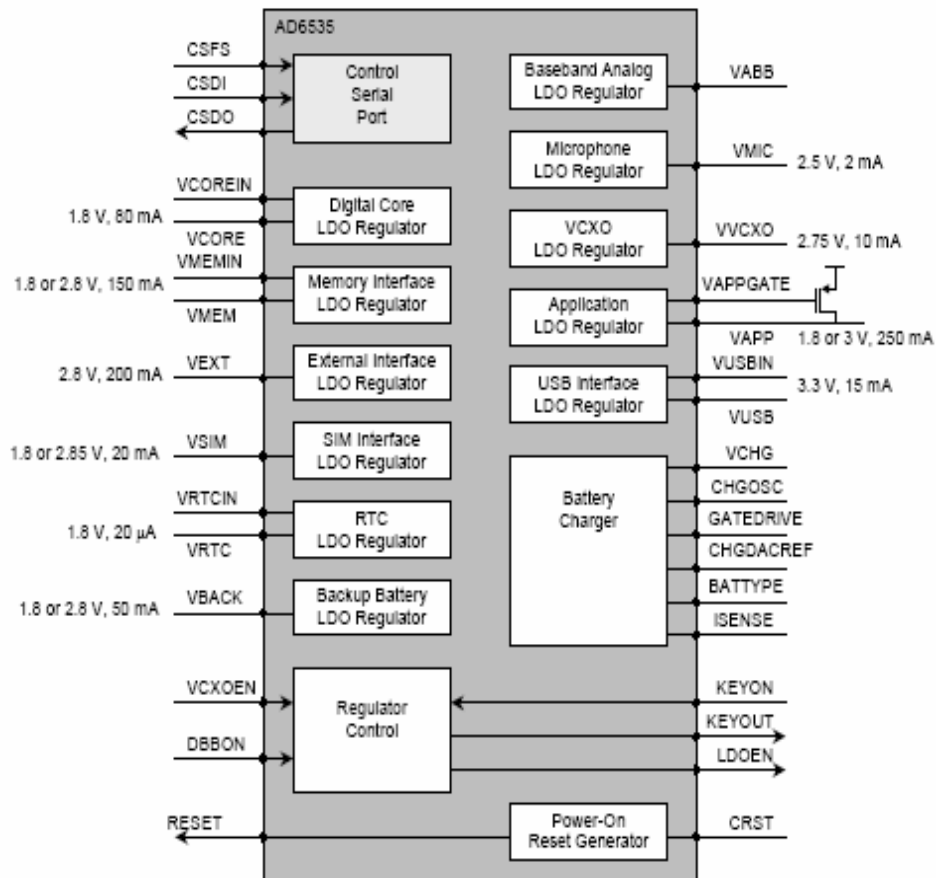 AD6535
CSFS
CSDI
CSDO
Control
Serial
Port
Baseband Analog
LDO Regulator
VABB
Microphone
LDO Regulator
VMIC
2.5 V, 2 mA
VCOREIN
1.8 V, 80 mA
VCORE
Digital Core
LDO Regulator
VCXO
LDO Regulator
VVCXO
2.75 V, 10 mA
VMEMIN
1.8 or 2.8 V, 150 mA
VMEM
Memory Interface
LDO Regulator
Application
LDO Regulator
VAPPGATE
VAPP
1.8 or 3 V, 250 mA
VEXT
2.8 V, 200 mA
External Interface
LDO Regulator
USB Interface
LDO Regulator
VUSBIN
3.3 V, 15 mA
VUSB
VSIM
1.8 or 2.85 V, 20 mA
SIM Interface
LDO Regulator
VRTCIN
1.8 V, 20 μA
VRTC
RTC
LDO Regulator
Battery
Charger
VCHG
CHGOSC
GATEDRIVE
CHGDACREF
BATTYPE
ISENSE
VBACK
1.8 or 2.8 V, 50 mA
Backup Battery
LDO Regulator
VCXOEN
DBBON
Regulator
Control
KEYON
KEYOUT
LDOEN
RESET
Power-On
Reset Generator
CRST